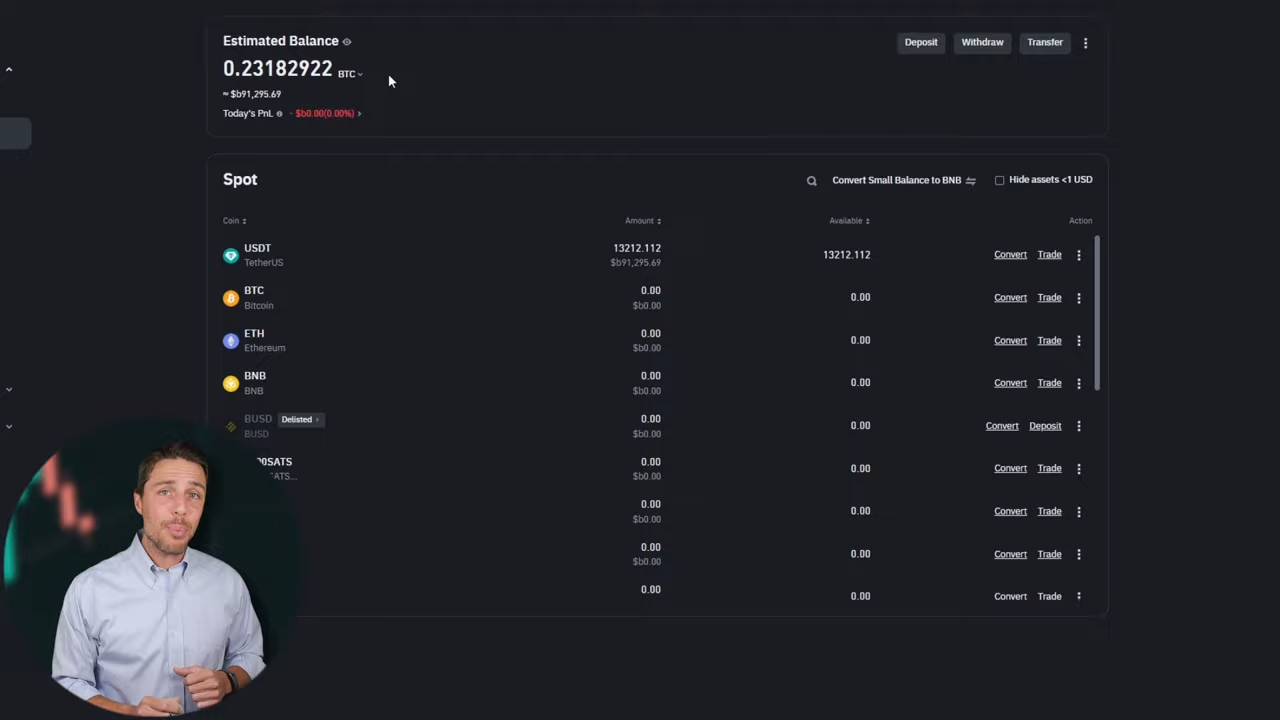 Estimated Balance
Deposit Withdraw Transfer
0.23182922 BTC
≈ $b91,295.69
Today's PnL - $b0.00(0.00%) >
Spot
Convert Small Balance to BNB
Hide assets <1 USD
Coin Amount Available Action
USDT 13212.112
TetherUS $b91,295.69
13212.112 Convert Trade
BTC 0.00
Bitcoin $b0.00
0.00 Convert Trade
ETH 0.00
Ethereum $b0.00
0.00 Convert Trade
BNB 0.00
BNB $b0.00
0.00 Convert Trade
BUSD Delisted 0.00
BUSD $b0.00
0.00 Convert Deposit
00SATS 0.00
SATS... $b0.00
0.00 Convert Trade
0.00
$b0.00
0.00 Convert Trade
0.00
$b0.00
0.00 Convert Trade
0.00
0.00 Convert Trade